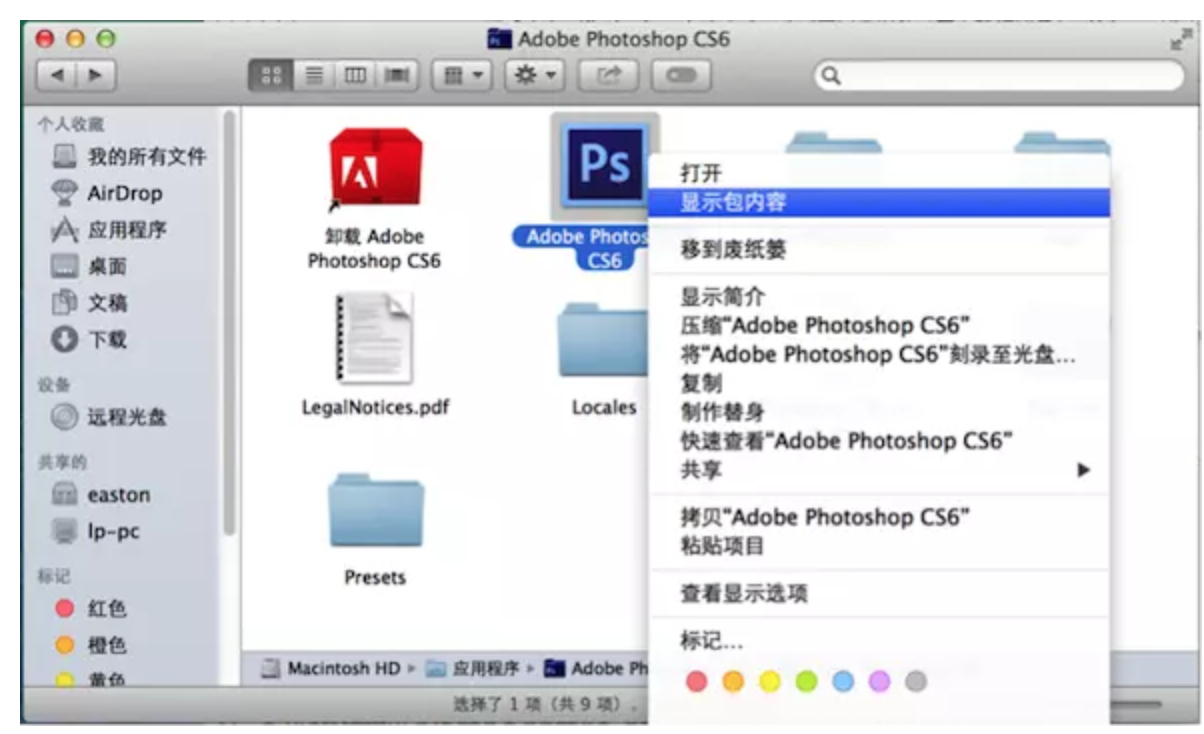 Adobe Photoshop CS6
个人收藏
我的所有文件
AirDrop
应用程序
桌面
文稿
下载
设备
远程光盘
共享的
easton
lp-pc
标记
红色
橙色
黄色
卸载 Adobe
Photoshop CS6
Ps
Adobe Photos
CS6
LegalNotices.pdf
Locales
Presets
打开
显示包内容
移到废纸篓
显示简介
压缩“Adobe Photoshop CS6”
将“Adobe Photoshop CS6”刻录至光盘...
复制
制作替身
快速查看“Adobe Photoshop CS6”
共享
拷贝“Adobe Photoshop CS6”
粘贴项目
查看显示选项
标记...
Macintosh HD ▸ 应用程序 ▸ Adobe Ph
选择了 1 项（共 9 项）,